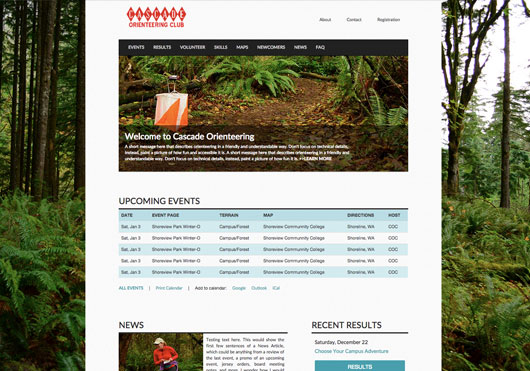 CASCADE
ORIENTEERING CLUB
About Contact Registration
EVENTS RESULTS VOLUNTEER SKILLS MAPS NEWCOMERS NEWS FAQ
Welcome to Cascade Orienteering
A short message here that describes orienteering in a friendly and understandable way. Don't focus on technical details,
instead, paint a picture of how fun and accessible it is. A short message here that describes orienteering in a friendly and
understandable way. Don't focus on technical details, instead, paint a picture of how fun it is. > LEARN MORE
UPCOMING EVENTS
DATE EVENT PAGE TERRAIN MAP DIRECTIONS HOST
Sat, Jan 3 Shoreview Park Winter-O Campus/Forest Shoreview Community College Shoreline, WA COC
Sat, Jan 3 Shoreview Park Winter-O Campus/Forest Shoreview Community College Shoreline, WA COC
Sat, Jan 3 Shoreview Park Winter-O Campus/Forest Shoreview Community College Shoreline, WA COC
Sat, Jan 3 Shoreview Park Winter-O Campus/Forest Shoreview Community College Shoreline, WA COC
Sat, Jan 3 Shoreview Park Winter-O Campus/Forest Shoreview Community College Shoreline, WA COC
ALL EVENTS | Print Calendar | Add to calendar: Google Outlook iCal
NEWS
Testing text here. This would show the
first few sentences of a News Article,
which could be anything from a review of
the last event, a promo of an upcoming
event, jersey orders, board meeting
RECENT RESULTS
Saturday, December 22
Choose Your Campus Adventure
RESULTS